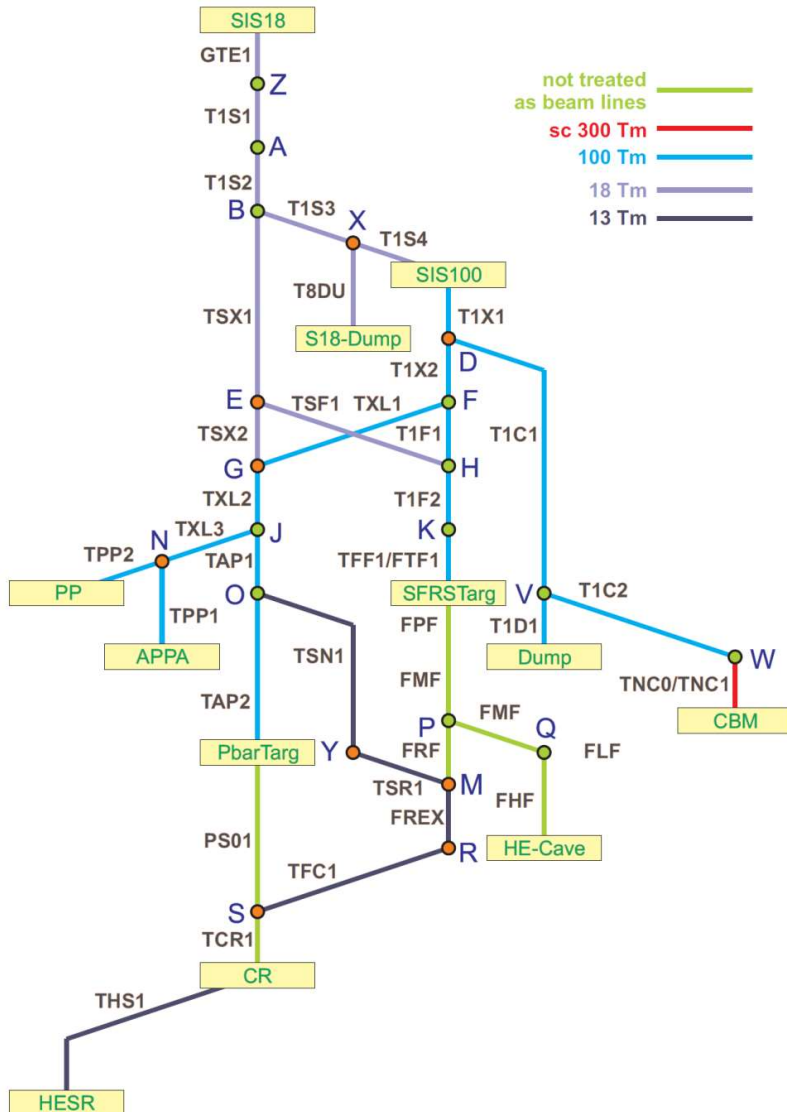 SIS18
GTE1
Z
not treated
as beam lines
T1S1
sc 300 Tm
A
100 Tm
T1S2
18 Tm
B
T1S3
X
T1S4
13 Tm
SIS100
T8DU
TSX1
T1X1
S18-Dump
D
T1X2
E
TSF1
TXL1
F
T1C1
TSX2
T1F1
G
H
TXL2
T1F2
N
TXL3
J
K
TPP2
TAP1
TFF1/FTF1
PP
O
SFRSTarg
V
T1C2
TPP1
FPF
T1D1
APPA
TSN1
Dump
W
FMF
TNC0/TNC1
TAP2
P
FMF
Q
CBM
PbarTarg
Y
FRF
FLF
TSR1
M
FHF
FREX
PS01
R
HE-Cave
TFC1
S
TCR1
CR
THS1
HESR